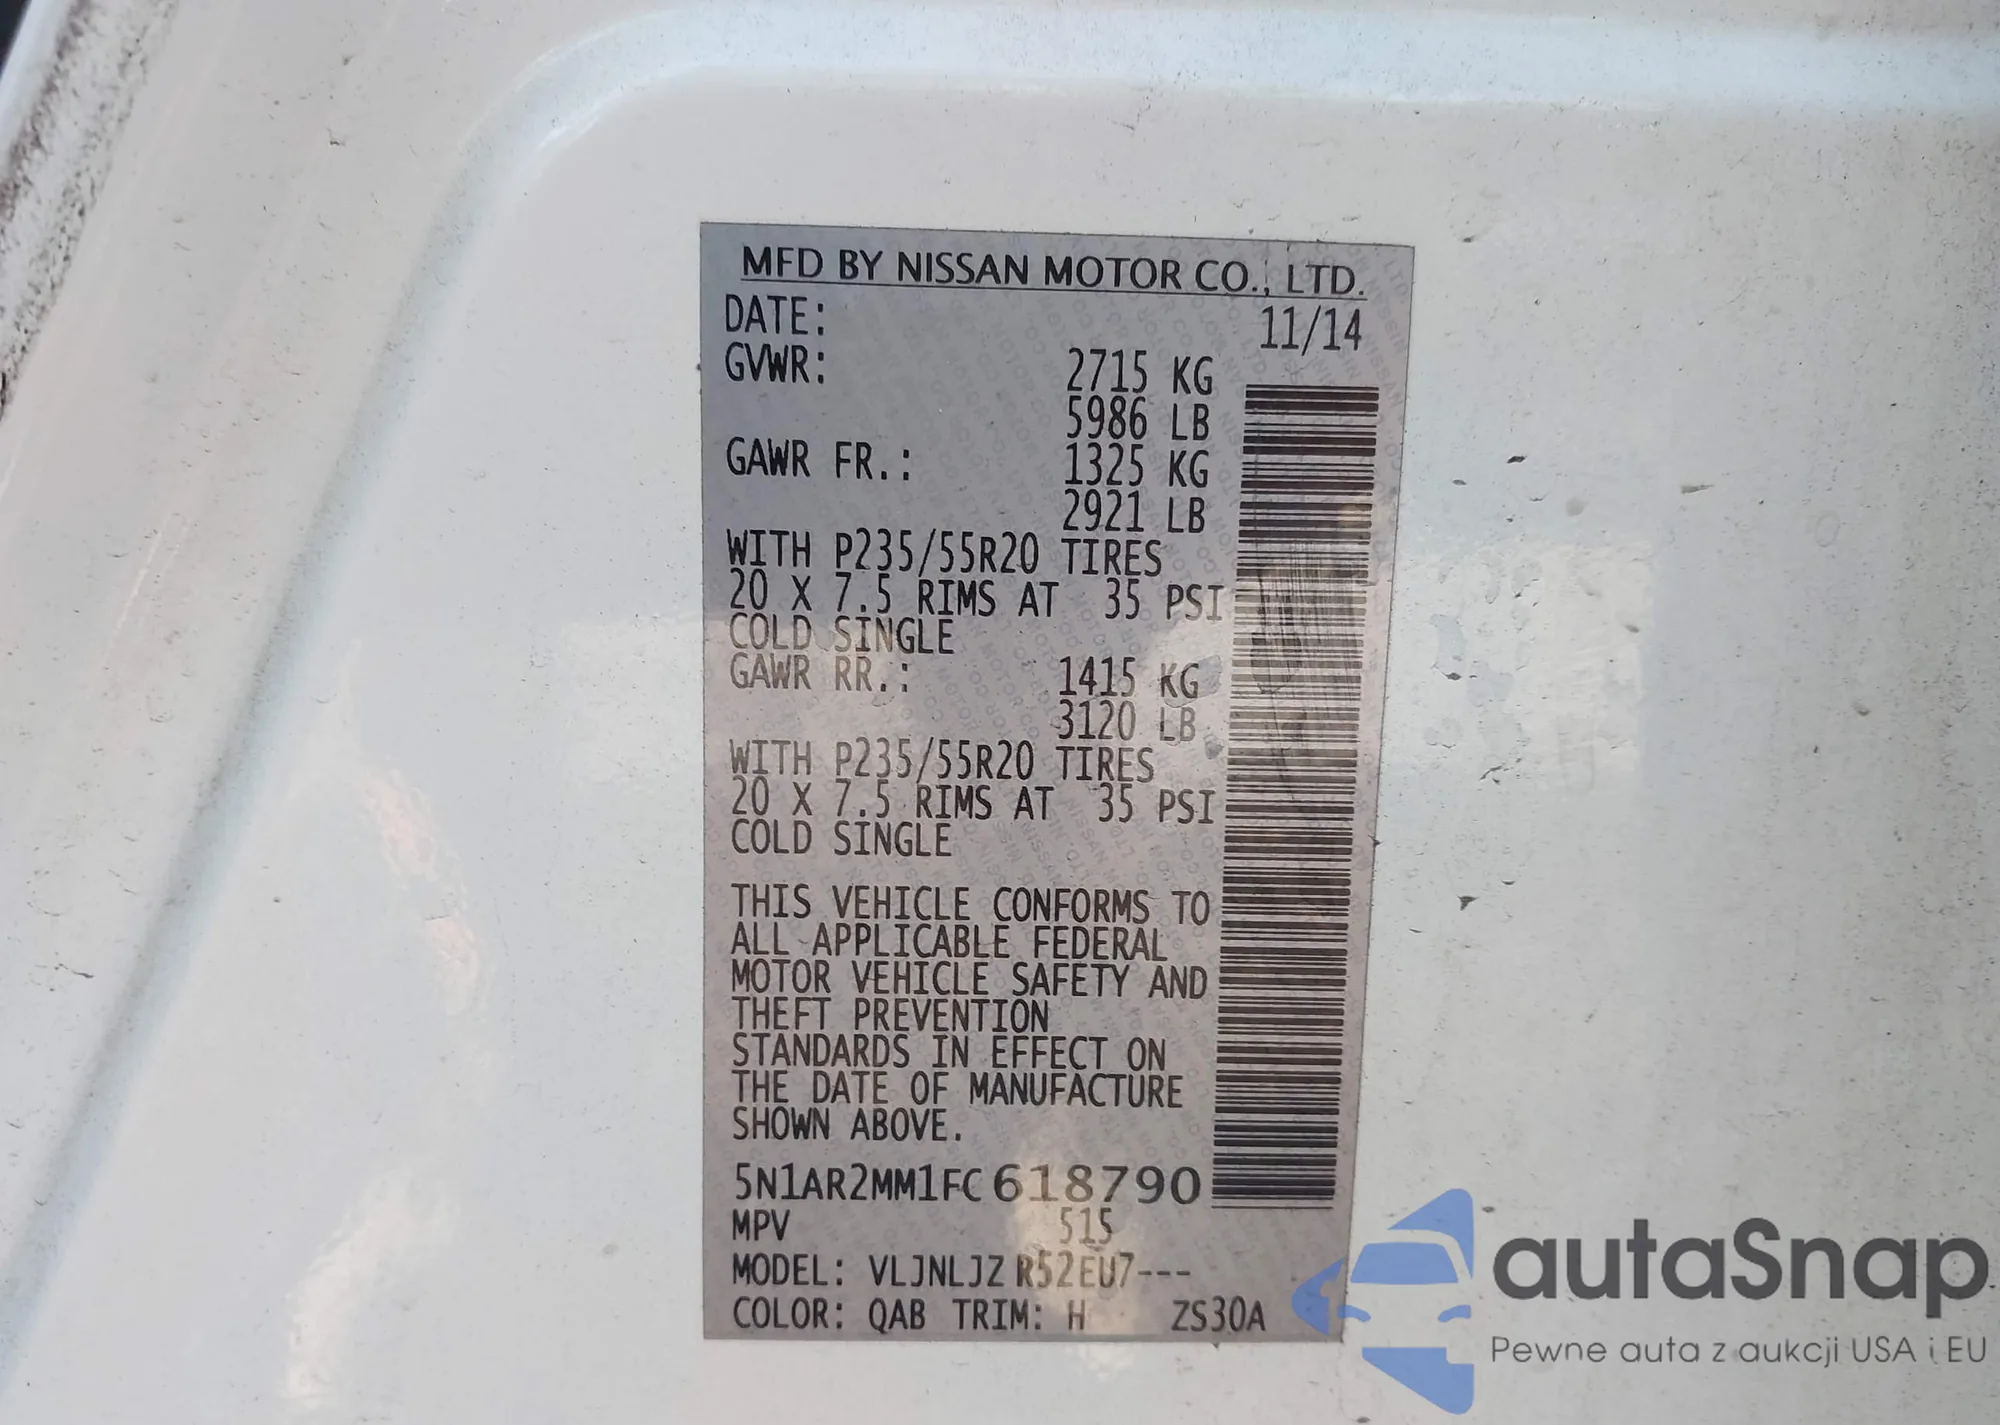 MFD BY NISSAN MOTOR CO., LTD.
DATE: 11/14
GVWR: 2715 KG
5986 LB
GAWR FR.: 1325 KG
2921 LB
WITH P235/55R20 TIRES
20 X 7.5 RIMS AT 35 PSI
COLD SINGLE
GAWR RR.: 1415 KG
3120 LB
WITH P235/55R20 TIRES
20 X 7.5 RIMS AT 35 PSI
COLD SINGLE
THIS VEHICLE CONFORMS TO
ALL APPLICABLE FEDERAL
MOTOR VEHICLE SAFETY AND
THEFT PREVENTION
STANDARDS IN EFFECT ON
THE DATE OF MANUFACTURE
SHOWN ABOVE.
5N1AR2MM1FC618790
MPV 515
MODEL: VLJNLJZ R52EU7---
COLOR: QAB TRIM: H ZS30A
autaSnap
Pewne auta z aukcji USA i EU